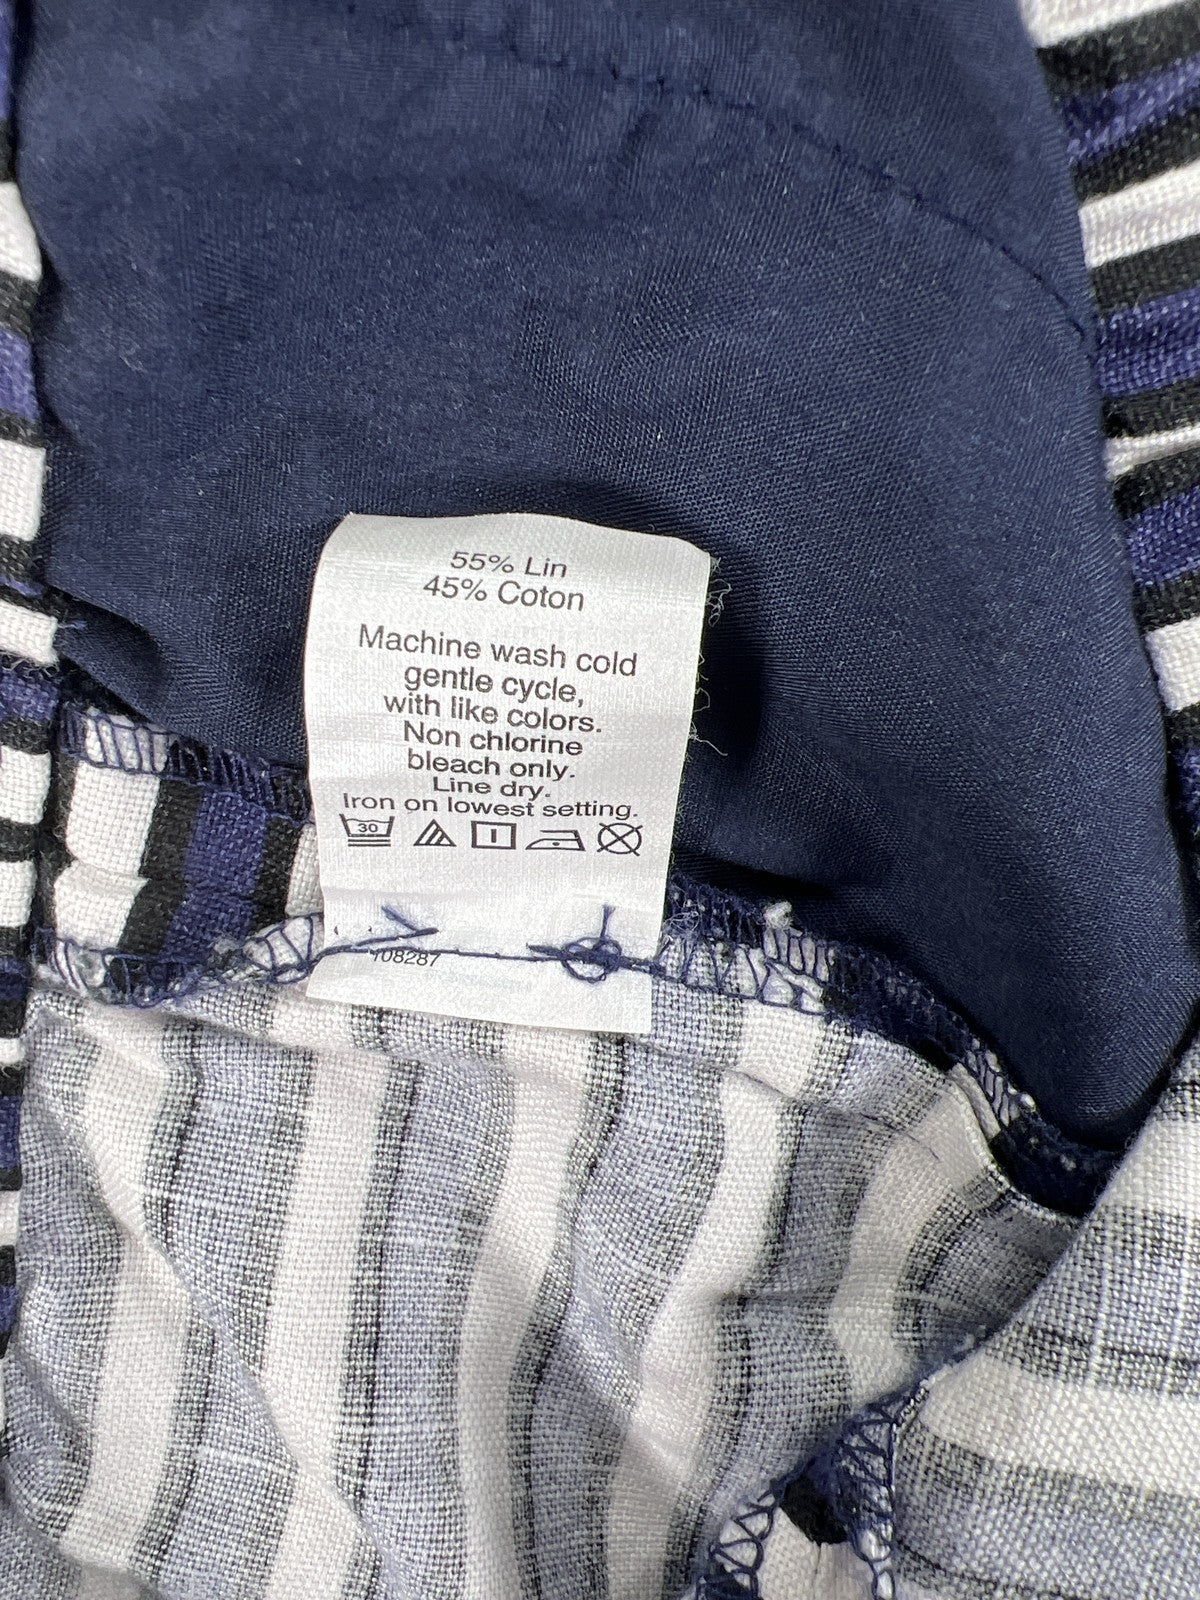 55% Lin
45% Coton
Machine wash cold
gentle cycle,
with like colors.
Non chlorine
bleach only.
Line dry.
Iron on lowest setting.
30
108287